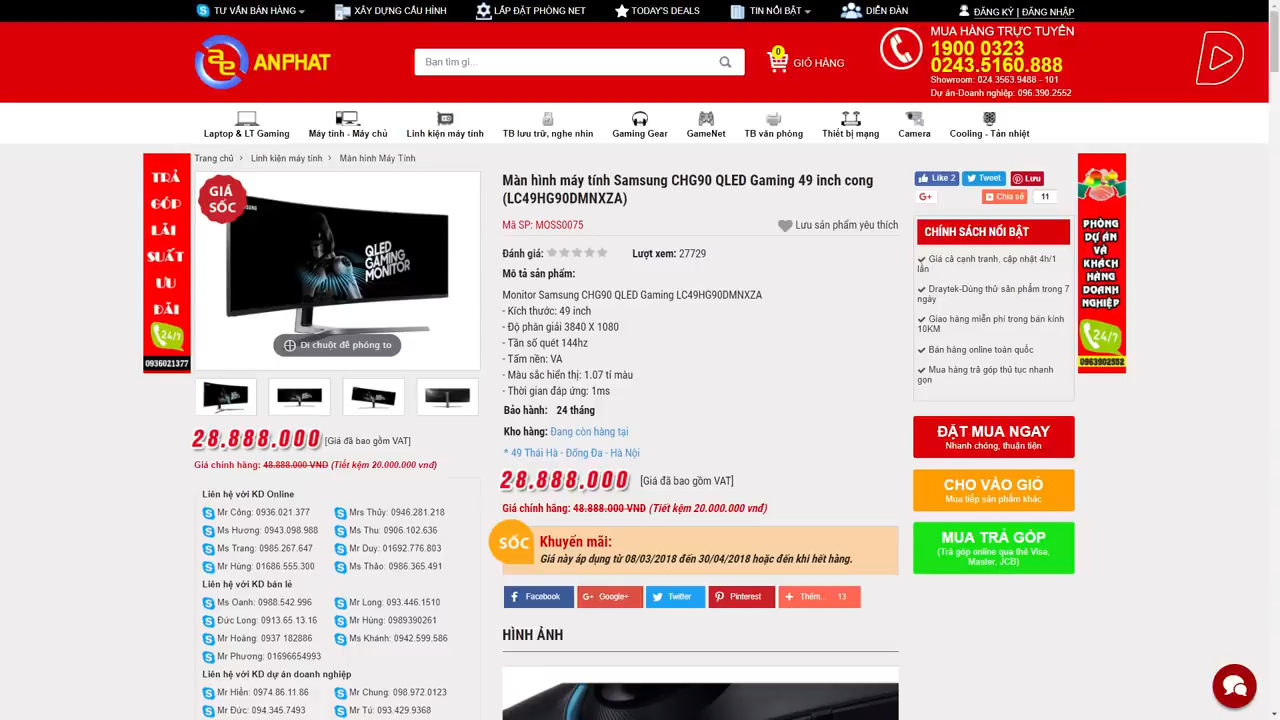 TƯ VẤN BÁN HÀNG
XÂY DỰNG CẤU HÌNH
LẮP ĐẶT PHÒNG NET
TODAY'S DEALS
TIN NỔI BẬT
DIỄN ĐÀN
ĐĂNG KÝ | ĐĂNG NHẬP
ANPHAT
Bạn tìm gì...
0
GIỎ HÀNG
MUA HÀNG TRỰC TUYẾN
1900 0323
0243.5160.888
Showroom: 024.3563.9488 - 101
Dự án-Doanh nghiệp: 096.390.2552
Laptop & LT Gaming
Máy tính - Máy chủ
Linh kiện máy tính
TB lưu trữ, nghe nhìn
Gaming Gear
GameNet
TB văn phòng
Thiết bị mạng
Camera
Cooling - Tản nhiệt
TRẢ
GÓP
LÃI
SUẤT
ƯU
ĐÃI
24/7
0936021377
Trang chủ › Linh kiện máy tính › Màn hình Máy Tính
GIÁ
SỐC
SAMSUNG
QLED
GAMING
MONITOR
Di chuột để phóng to
28.888.000 [Giá đã bao gồm VAT]
Giá chính hãng: 48.888.000 VNĐ (Tiết kệm 20.000.000 vnđ)
Liên hệ với KD Online
Mr Công: 0936.021.377
Mrs Thủy: 0946.281.218
Ms Hương: 0943.098.988
Ms Thu: 0906.102.636
Ms Trang: 0985.267.647
Mr Duy: 01692.776.803
Mr Hùng: 01686.555.300
Ms Thảo: 0986.365.491
Liên hệ với KD bán lẻ
Ms Oanh: 0988.542.996
Mr Long: 093.446.1510
Đức Long: 0913.65.13.16
Mr Hùng: 0989390261
Mr Hoàng: 0937 182886
Ms Khánh: 0942.599.586
Mr Phương: 01696654993
Liên hệ với KD dự án doanh nghiệp
Mr Hiển: 0974.86.11.86
Mr Chung: 098.972.0123
Mr Đức: 094.345.7493
Mr Tú: 093.429.9368
Màn hình máy tính Samsung CHG90 QLED Gaming 49 inch cong
(LC49HG90DMNXZA)
Mã SP: MOSS0075
Lưu sản phẩm yêu thích
Đánh giá:
Lượt xem: 27729
Mô tả sản phẩm:
Monitor Samsung CHG90 QLED Gaming LC49HG90DMNXZA
- Kích thước: 49 inch
- Độ phân giải 3840 X 1080
- Tần số quét 144hz
- Tấm nền: VA
- Màu sắc hiển thị: 1.07 tỉ màu
- Thời gian đáp ứng: 1ms
Bảo hành: 24 tháng
Kho hàng: Đang còn hàng tại
* 49 Thái Hà - Đống Đa - Hà Nội
28.888.000 [Giá đã bao gồm VAT]
Giá chính hãng: 48.888.000 VNĐ (Tiết kệm 20.000.000 vnđ)
SỐC
Khuyến mãi:
Giá này áp dụng từ 08/03/2018 đến 30/04/2018 hoặc đến khi hết hàng.
Facebook
Google+
Twitter
Pinterest
Thêm... 13
HÌNH ẢNH
Like 2
Tweet
Lưu
G+
Chia sẻ
11
CHÍNH SÁCH NỔI BẬT
Giá cả cạnh tranh, cập nhật 4h/1
lần
Draytek-Dùng thử sản phẩm trong 7
ngày
Giao hàng miễn phí trong bán kính
10KM
Bán hàng online toàn quốc
Mua hàng trả góp thủ tục nhanh
gọn
ĐẶT MUA NGAY
Nhanh chóng, thuận tiện
CHO VÀO GIỎ
Mua tiếp sản phẩm khác
MUA TRẢ GÓP
(Trả góp online qua thẻ Visa,
Master, JCB)
PHÒNG
DỰ ÁN
VÀ
KHÁCH
HÀNG
DOANH
NGHIỆP
24/7
0963902552